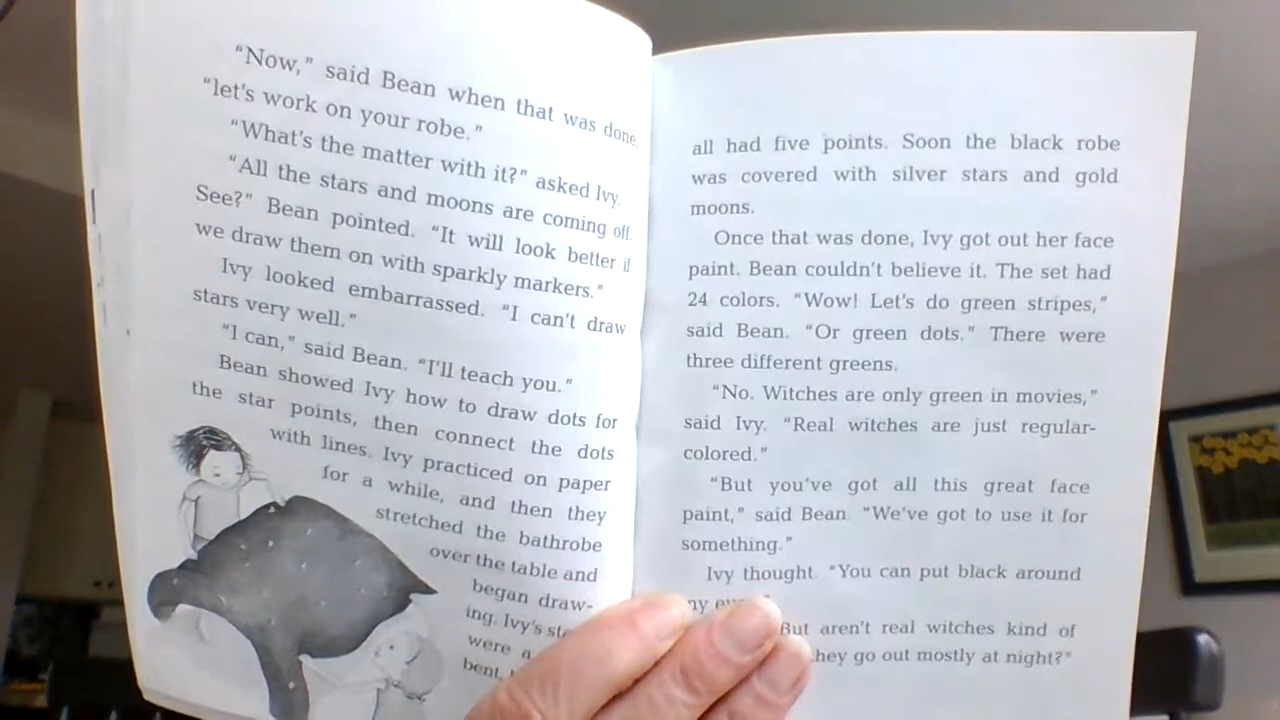 “Now,” said Bean when that was done,
“let's work on your robe.”
“What's the matter with it?” asked Ivy.
“All the stars and moons are coming off.
See?” Bean pointed. “It will look better if
we draw them on with sparkly markers.”
Ivy looked embarrassed. “I can't draw
stars very well.”
“I can,” said Bean. “I'll teach you.”
Bean showed Ivy how to draw dots for
the star points, then connect the dots
with lines. Ivy practiced on paper
for a while, and then they
stretched the bathrobe
over the table and
began draw-
ing. Ivy's
were a
bent,
all had five points. Soon the black robe
was covered with silver stars and gold
moons.
Once that was done, Ivy got out her face
paint. Bean couldn't believe it. The set had
24 colors. “Wow! Let's do green stripes,”
said Bean. “Or green dots.” There were
three different greens.
“No. Witches are only green in movies,”
said Ivy. “Real witches are just regular-
colored.”
“But you've got all this great face
paint,” said Bean. “We've got to use it for
something.”
Ivy thought. “You can put black around
my
But aren't real witches kind of
they go out mostly at night?”